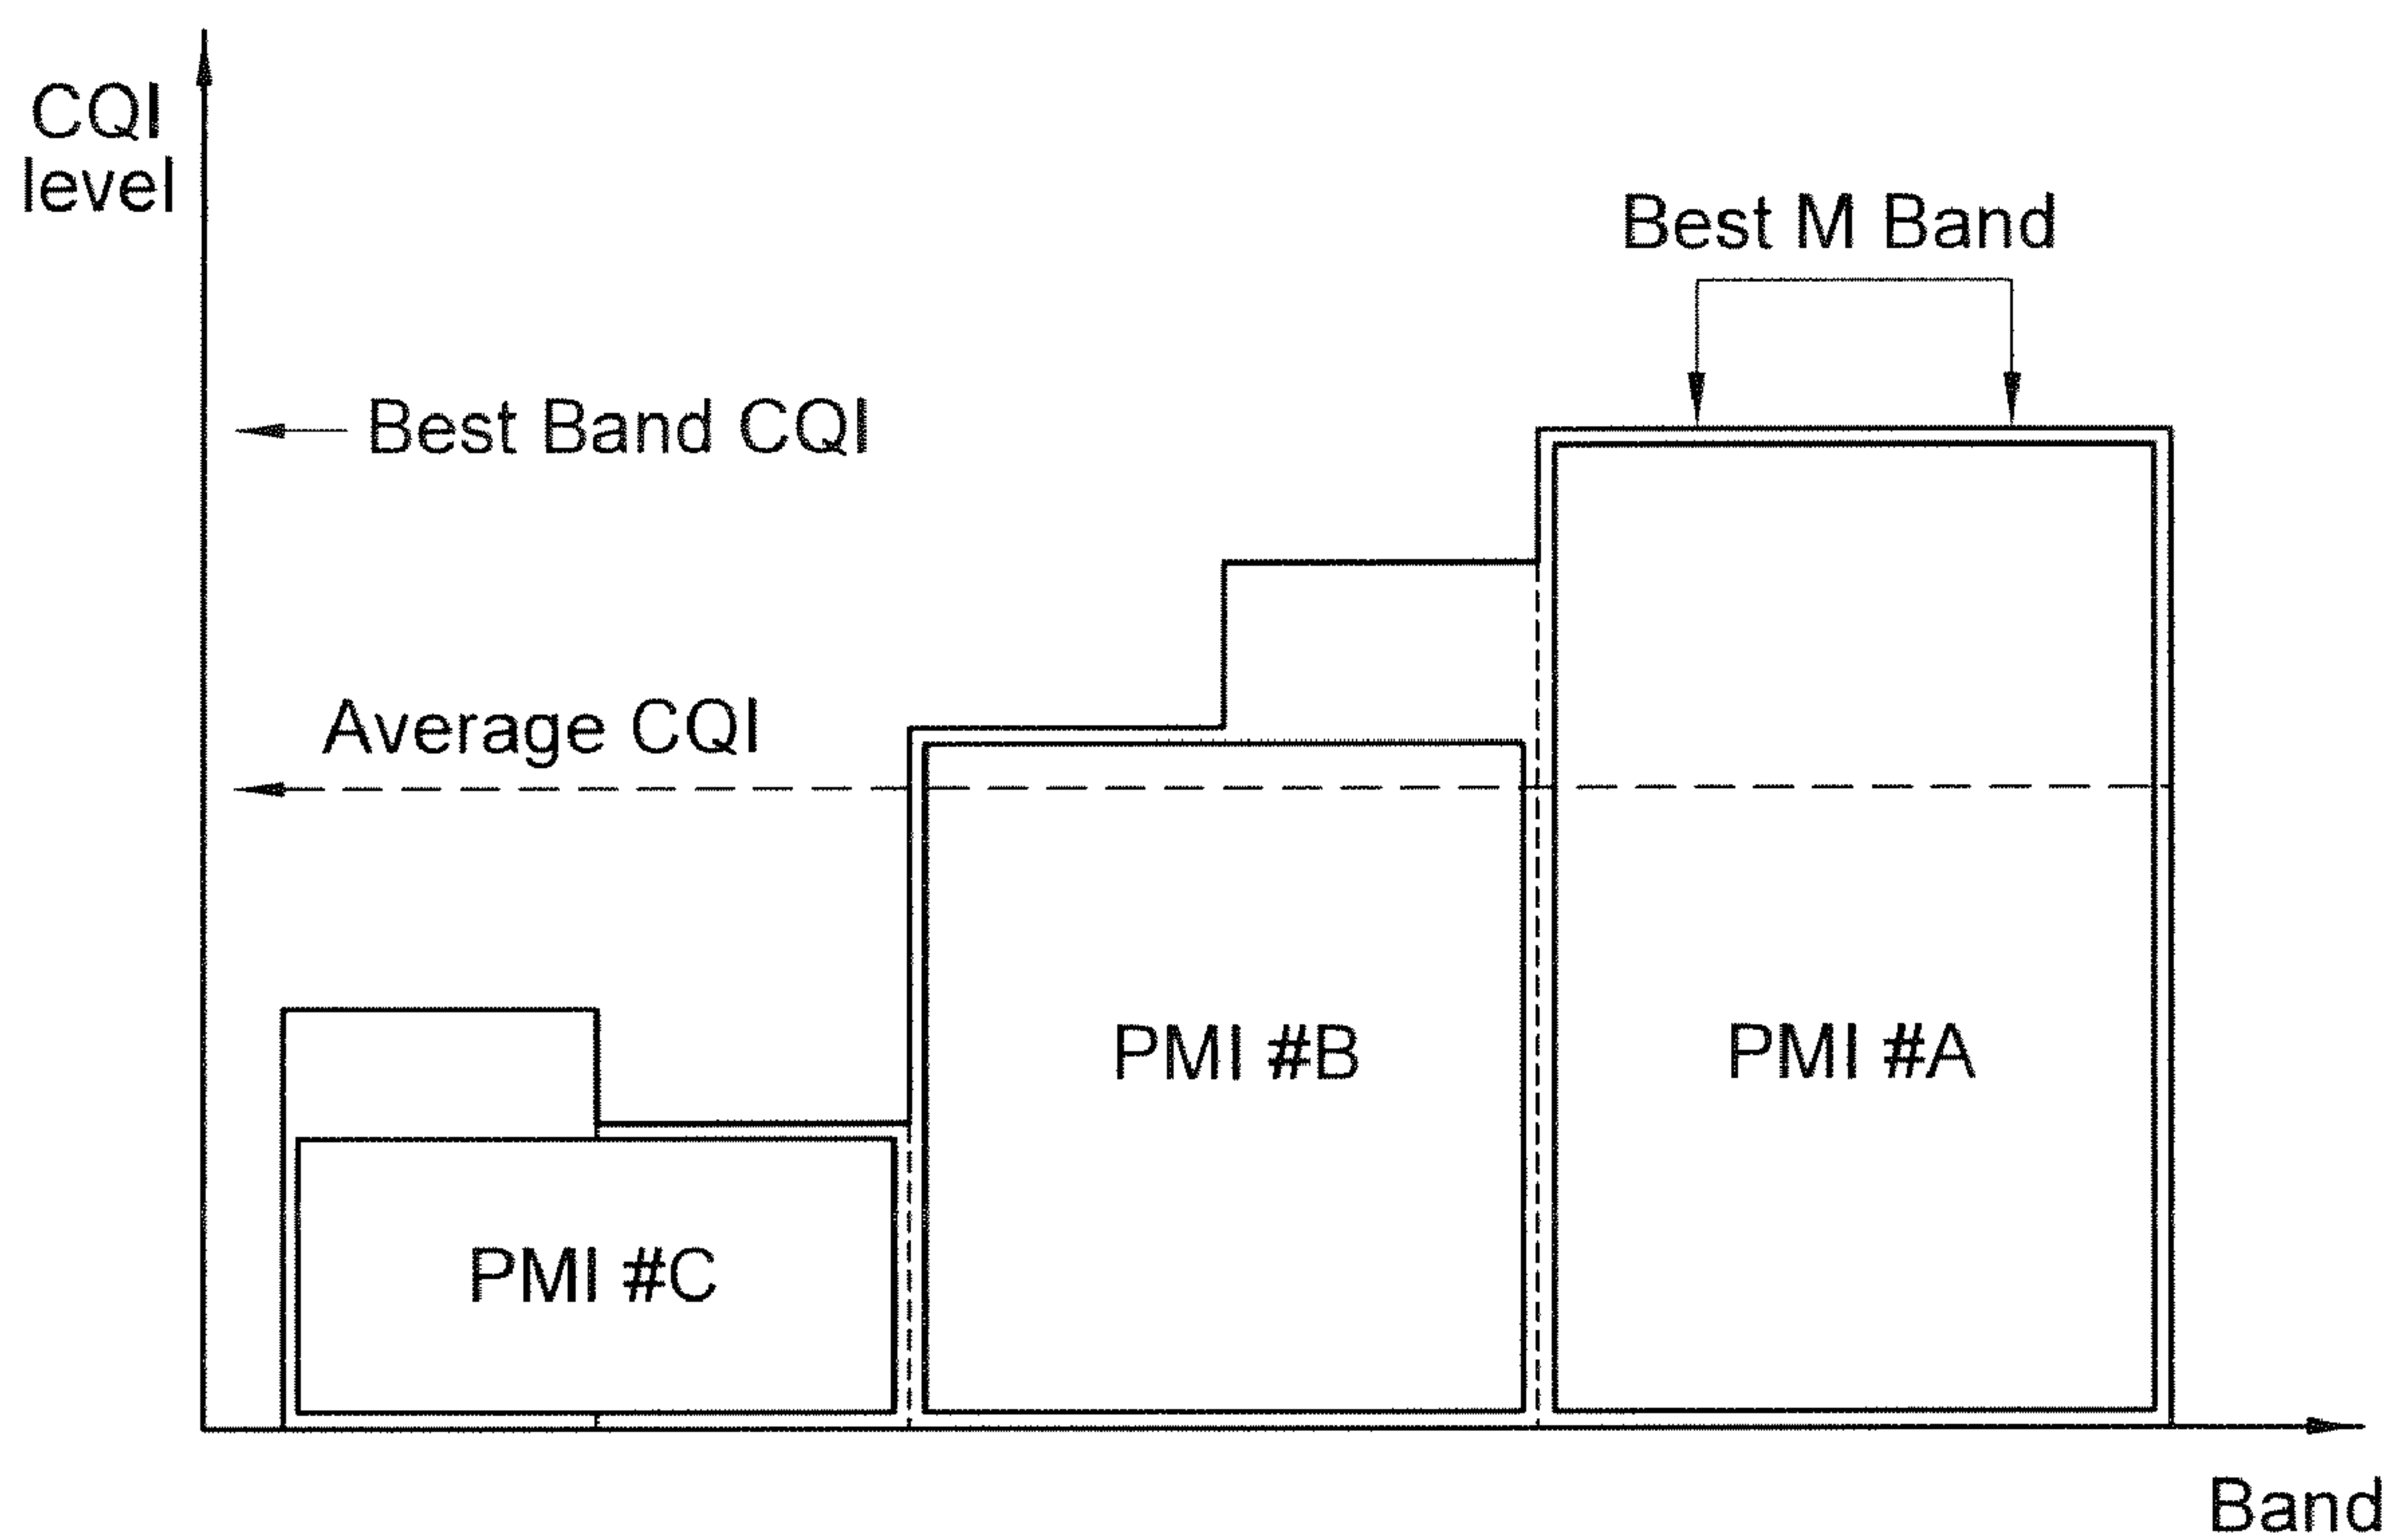 CQI
level
Best M Band
Best Band CQI
Average CQI
PMI #B
PMI #A
PMI #C
Band